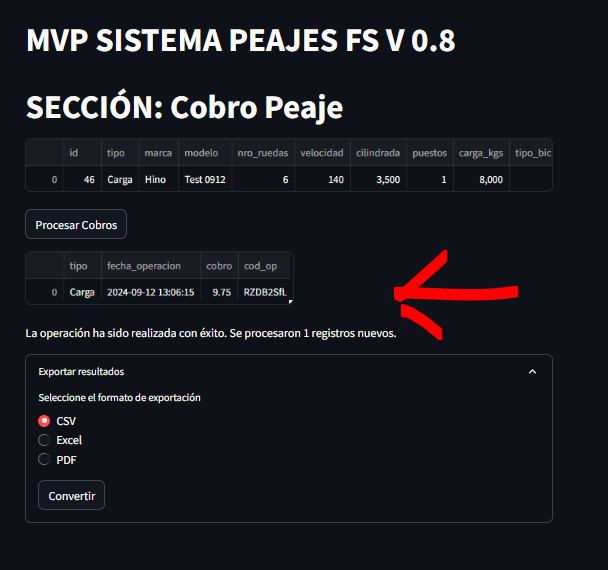 MVP SISTEMA PEAJES FS V 0.8
SECCIÓN: Cobro Peaje
id tipo marca modelo nro_ruedas velocidad cilindrada puestos carga_kgs tipo_bic
0 46 Carga Hino Test 0912 6 140 3,500 1 8,000
Procesar Cobros
tipo fecha_operacion cobro cod_op
0 Carga 2024-09-12 13:06:15 9.75 RZDB2SfL
La operación ha sido realizada con éxito. Se procesaron 1 registros nuevos.
Exportar resultados
Seleccione el formato de exportación
CSV
Excel
PDF
Convertir